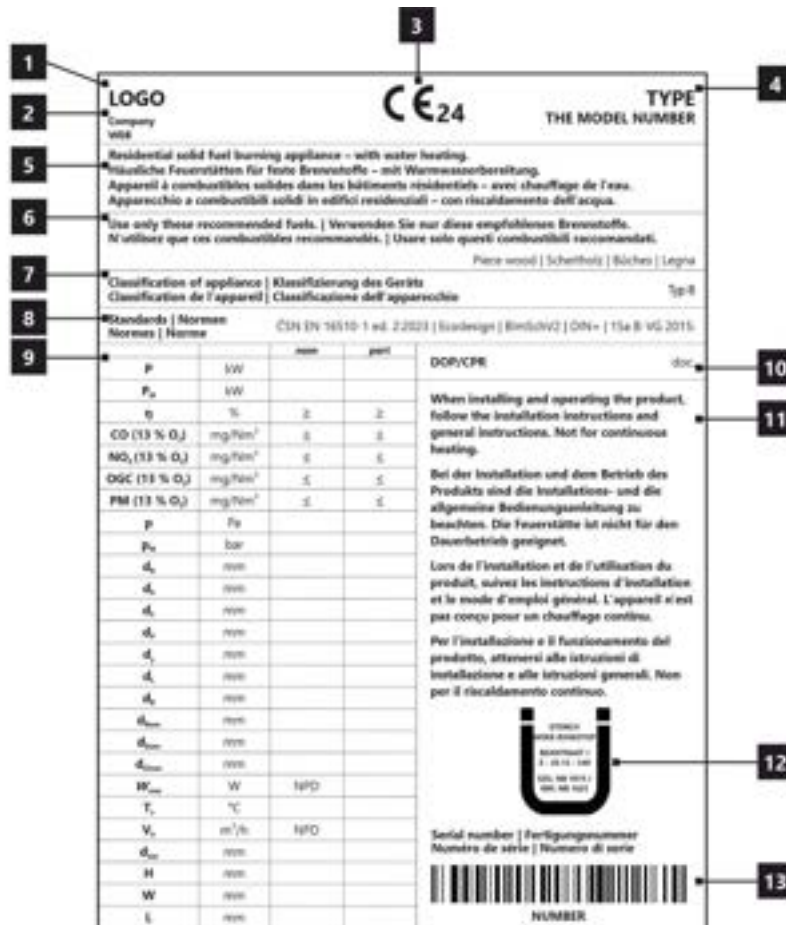 3
1
4
LOGO
CE 24
TYPE
2
Company
THE MODEL NUMBER
WEB
5
Residential solid fuel burning appliance – with water heating.
Häusliche Feuerstätten für feste Brennstoffe – mit Warmwasserbereitung.
Appareil à combustibles solides dans les bâtiments résidentiels – avec chauffage de l'eau.
Apparecchio a combustibili solidi in edifici residenziali – con riscaldamento dell'acqua.
6
Use only these recommended fuels. | Verwenden Sie nur diese empfohlenen Brennstoffe.
N'utilisez que ces combustibles recommandés. | Usare solo questi combustibili raccomandati.
Piece wood | Scheitholz | Bûches | Legna
7
Classification of appliance | Klassifizierung des Geräts
Classification de l'appareil | Classificazione dell'apparecchio
Typ B
8
Standards | Normen
Normes | Norme
ČSN EN 16510-1 ed. 2:2023 | Ecodesign | BImSchV2 | DIN+ | 15a B-VG 2015
9
nom part
P kW
kW
η % ≥ ≥
CO (13 % O₂) mg/Nm³ ≤ ≤
NOₓ (13 % O₂) mg/Nm³ ≤ ≤
OGC (13 % O₂) mg/Nm³ ≤ ≤
PM (13 % O₂) mg/Nm³ ≤ ≤
p Pa
bar
mm
mm
mm
mm
mm
mm
mm
mm
mm
mm
W NPD
°C
m³/h NPD
mm
H mm
W mm
L mm
DOP/CPR doc.
10
11
When installing and operating the product,
follow the installation instructions and
general instructions. Not for continuous
heating.
Bei der Installation und dem Betrieb des
Produkts sind die Installations- und die
allgemeine Bedienungsanleitung zu
beachten. Die Feuerstätte ist nicht für den
Dauerbetrieb geeignet.
Lors de l'installation et de l'utilisation du
produit, suivez les instructions d'installation
et le mode d'emploi général. L'appareil n'est
pas conçu pour un chauffage continu.
Per l'installazione e il funzionamento del
prodotto, attenersi alle istruzioni di
installazione e alle istruzioni generali. Non
per il riscaldamento continuo.
12
Serial number | Fertigungsnummer
Numéro de série | Numero di serie
13
NUMBER